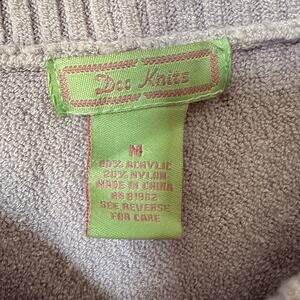 Dee Knits
M
80% ACRYLIC
20% NYLON
MADE IN CHINA
SEE REVERSE
FOR CARE